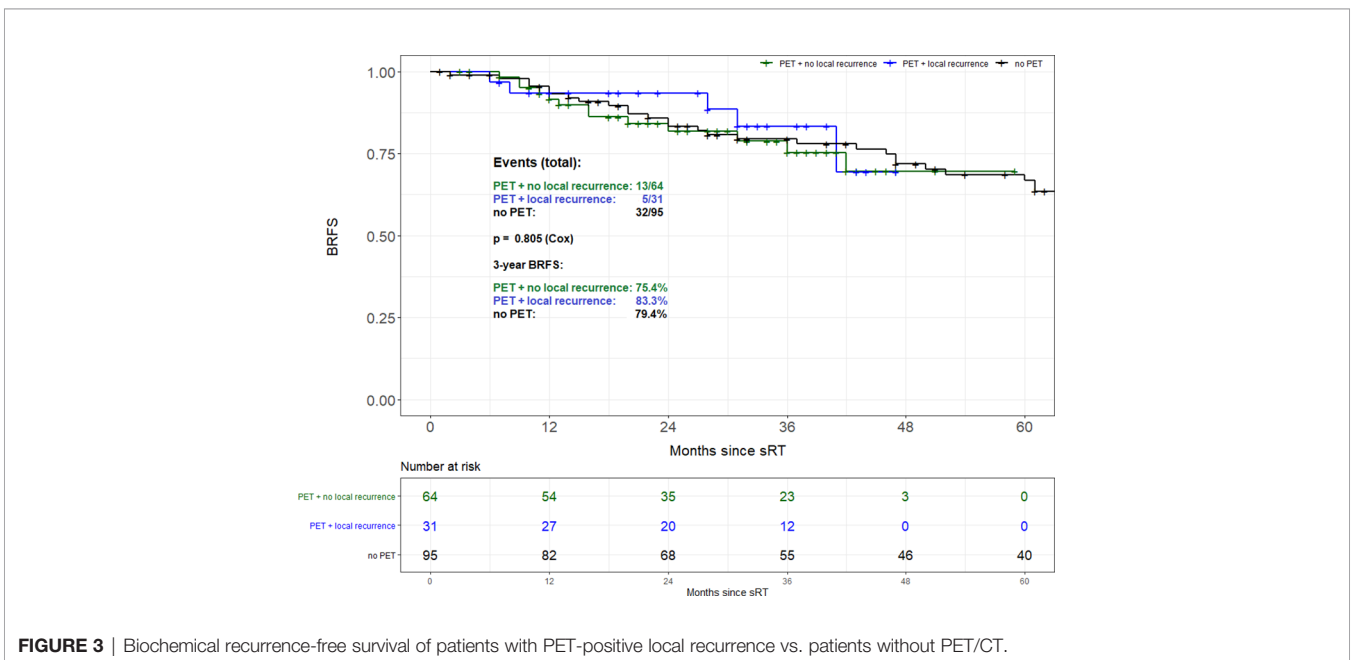 PET + no local recurrence PET + local recurrence no PET
1.00
0.75
0.50
0.25
0.00
BRFS
Events (total):
PET + no local recurrence: 13/64
PET + local recurrence: 5/31
no PET: 32/95
p = 0.805 (Cox)
3-year BRFS:
PET + no local recurrence: 75.4%
PET + local recurrence: 83.3%
no PET: 79.4%
0 12 24 36 48 60
Months since sRT
Number at risk
PET + no local recurrence 64 54 35 23 3 0
PET + local recurrence 31 27 20 12 0 0
no PET 95 82 68 55 46 40
0 12 24 36 48 60
Months since sRT
FIGURE 3 | Biochemical recurrence-free survival of patients with PET-positive local recurrence vs. patients without PET/CT.